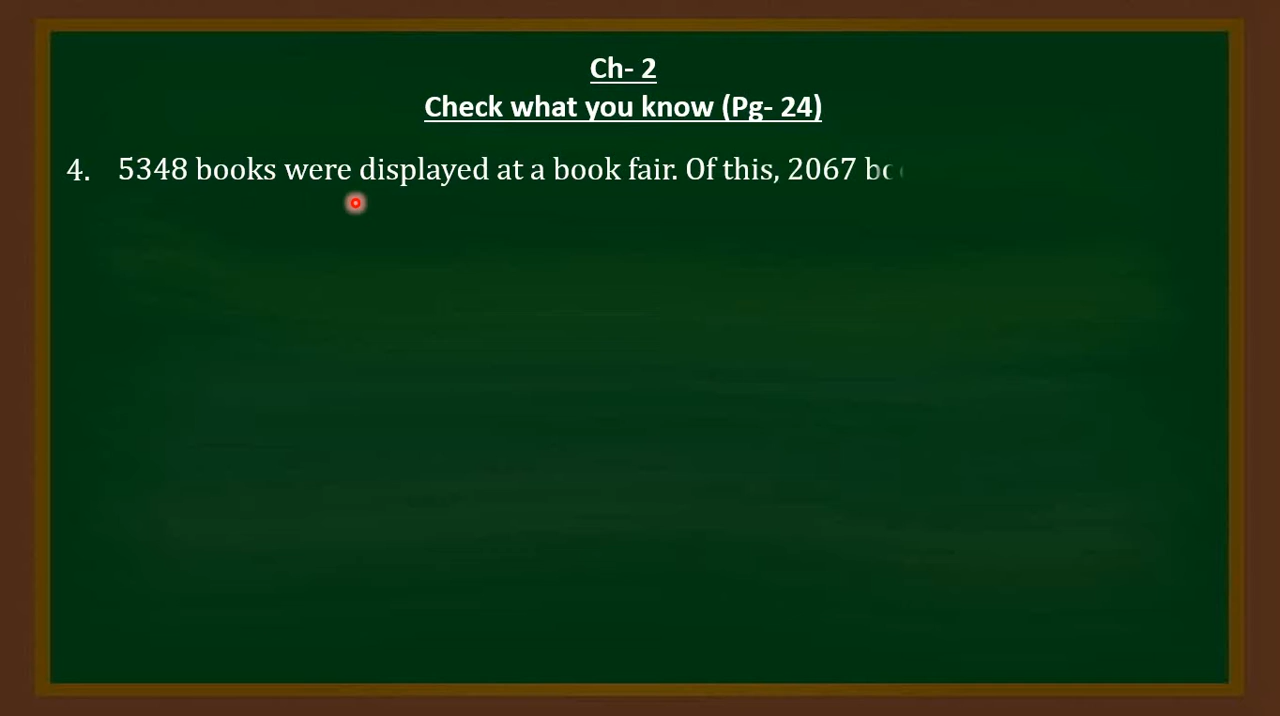 Ch- 2
Check what you know (Pg- 24)
4. 5348 books were displayed at a book fair. Of this, 2067